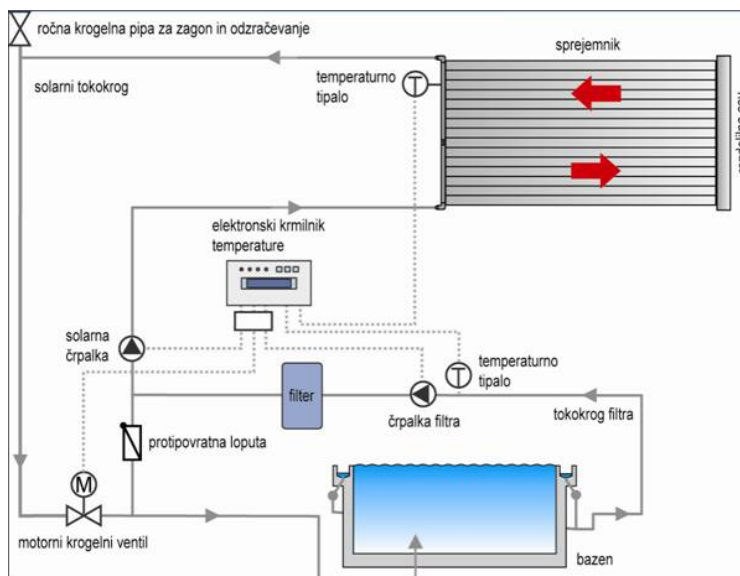 ročna krogelna pipa za zagon in odzračevanje
sprejemnik
solarni tokokrog
temperaturno
tipalo
T
elektronski krmilnik
temperature
solarna
črpalka
temperaturno
tipalo
T
filter
črpalka filtra
tokokrog filtra
protipovratna loputa
M
motorni krogelni ventil
bazen